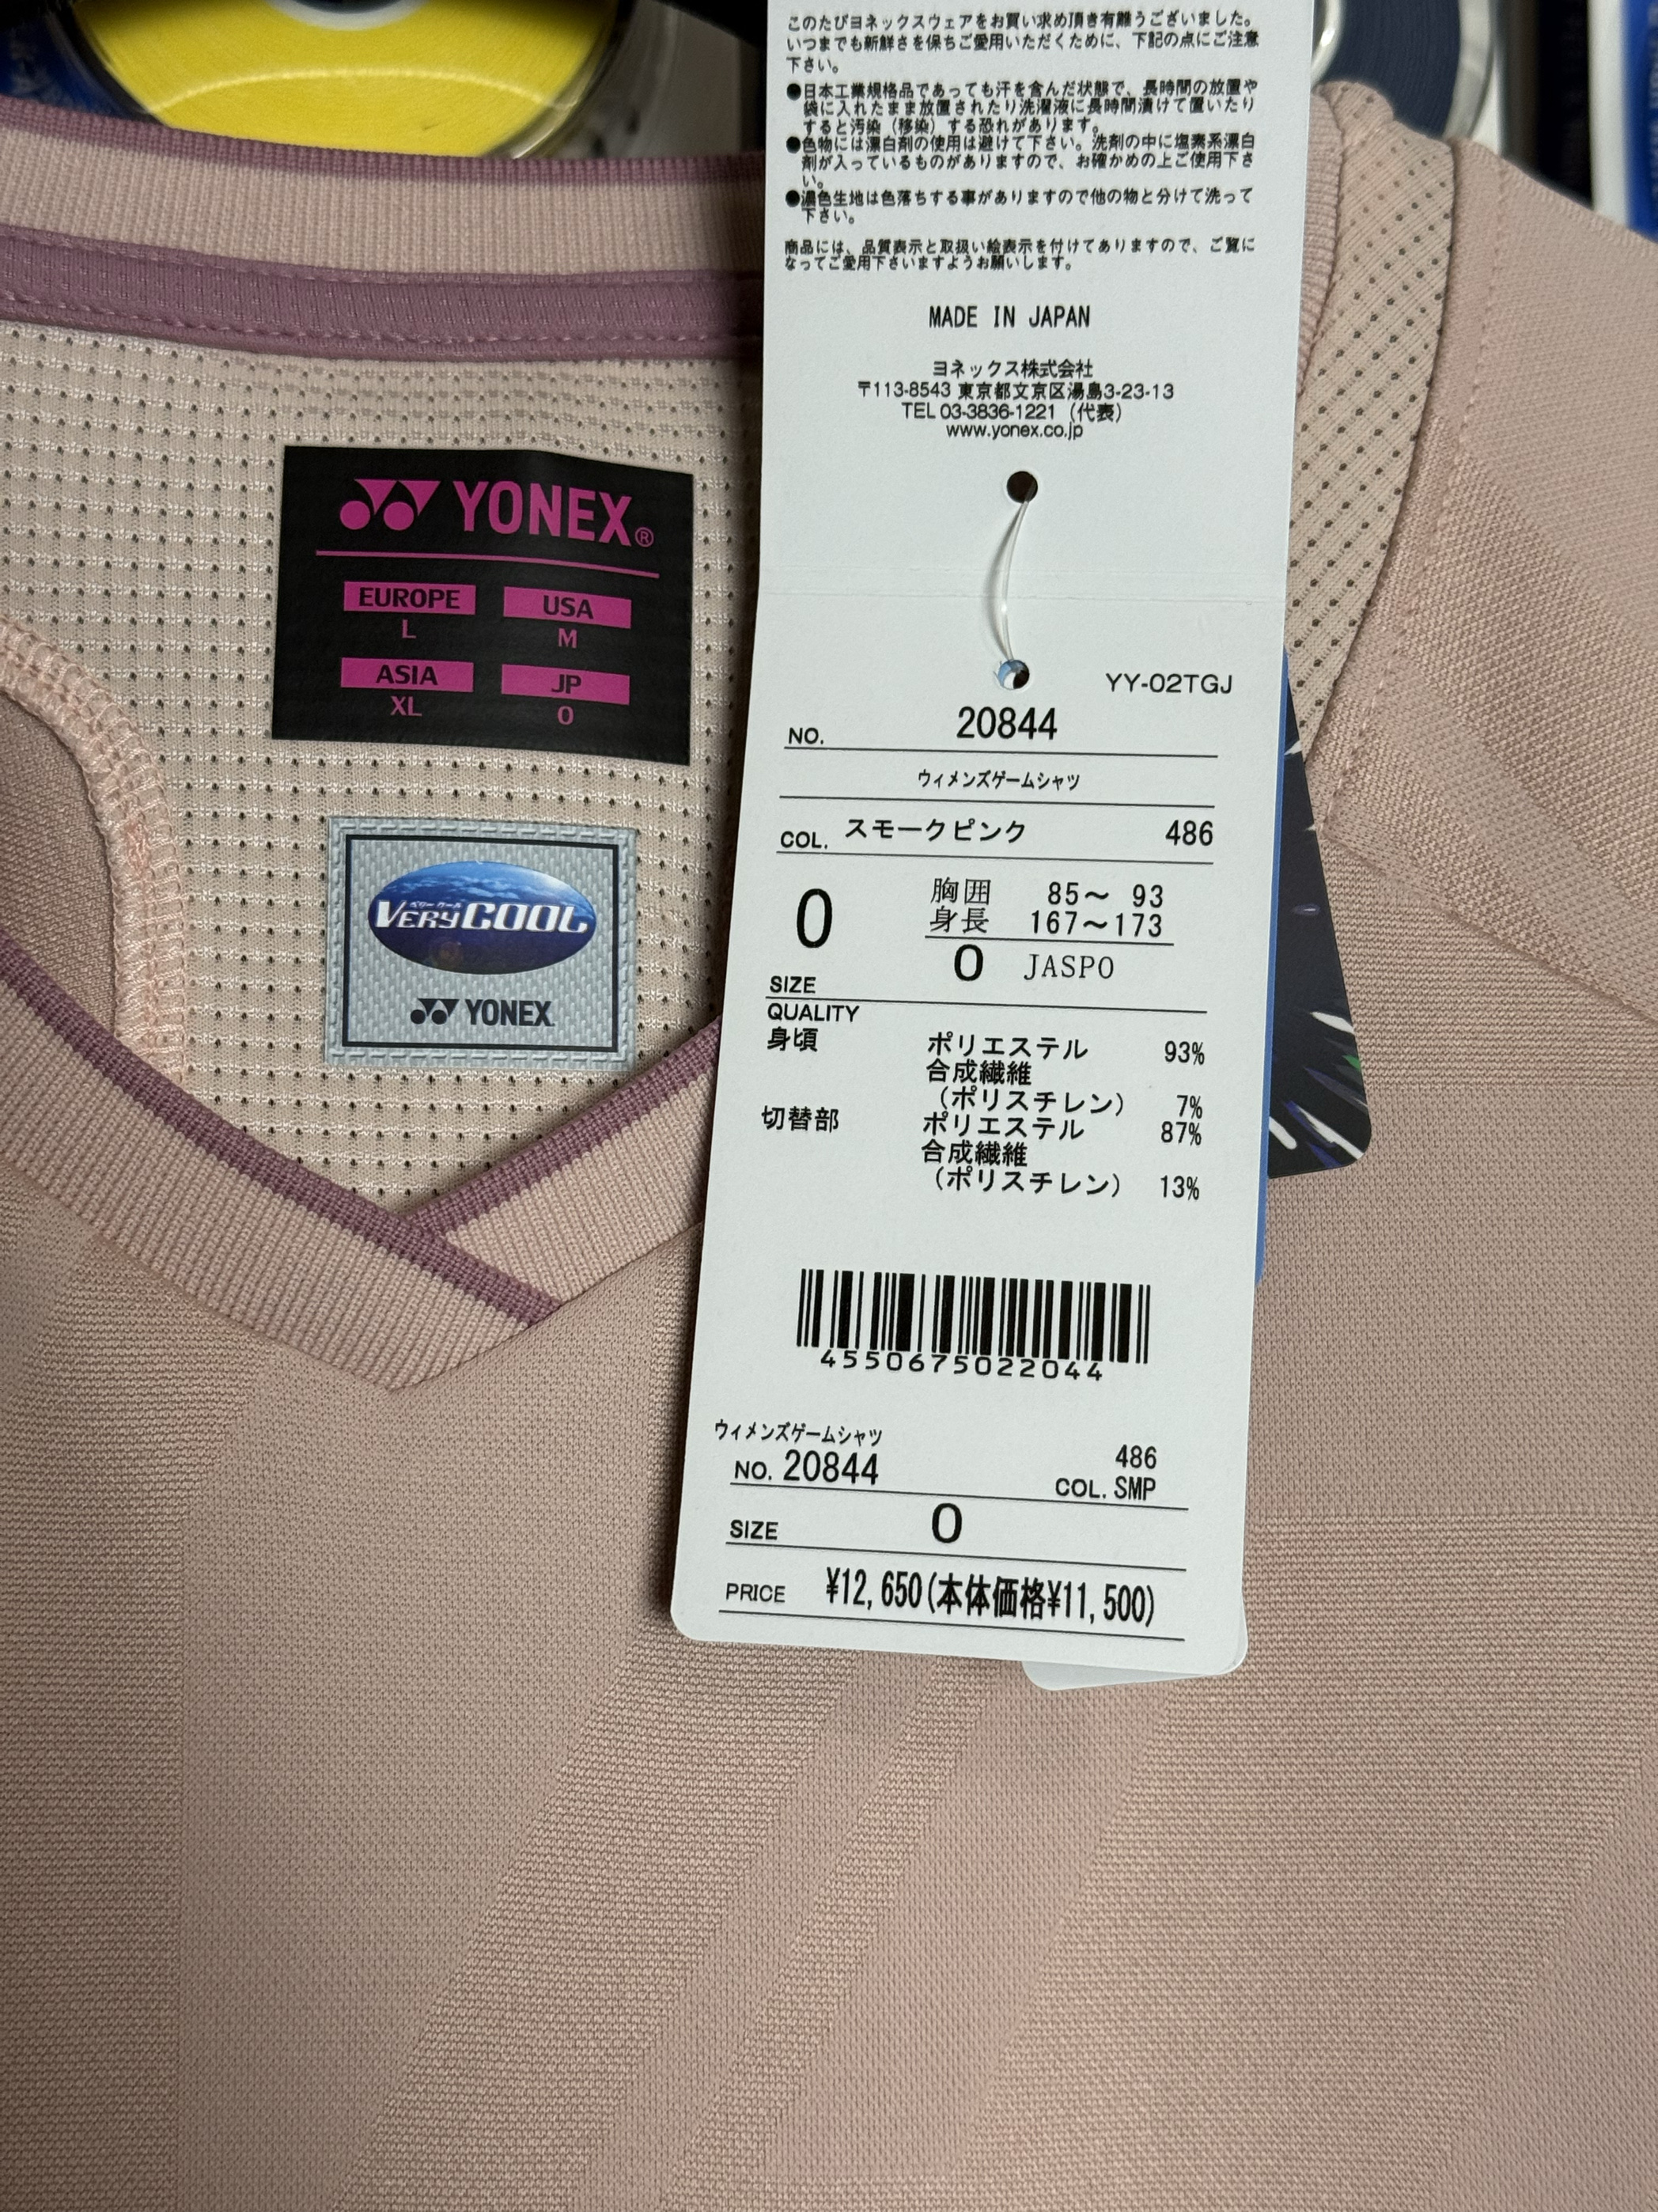 このたびヨネックスウェアをお買い求め頂き有難うございました。
いつまでも新鮮さを保ちご愛用いただくために、下記の点にご注意
下さい。
●日本工業規格品であっても汗を含んだ状態で、長時間の放置や
袋に入れたまま放置されたり洗濯液に長時間漬けて置いたり
すると汚染（移染）する恐れがあります。
●色物には漂白剤の使用は避けて下さい。洗剤の中に塩素系漂白
剤が入っているものがありますので、お確かめの上ご使用下さ
い。
●濃色生地は色落ちする事がありますので他の物と分けて洗って
下さい。
商品には、品質表示と取扱い絵表示を付けてありますので、ご覧に
なってご愛用下さいますようお願いします。
MADE IN JAPAN
ヨネックス株式会社
〒113-8543 東京都文京区湯島3-23-13
TEL 03-3836-1221（代表）
www.yonex.co.jp
YONEX®
EUROPE USA
L M
ASIA JP
XL O
ベリークール
VERYCOOL
YONEX
YY-02TGJ
NO. 20844
ウィメンズゲームシャツ
COL. スモークピンク 486
O 胸囲 85～ 93
身長 167～173
SIZE O JASPO
QUALITY
身頃 ポリエステル 93%
合成繊維
（ポリスチレン） 7%
切替部 ポリエステル 87%
合成繊維
（ポリスチレン） 13%
4550675022044
ウィメンズゲームシャツ
NO. 20844 486
COL. SMP
SIZE O
PRICE ¥12,650(本体価格¥11,500)